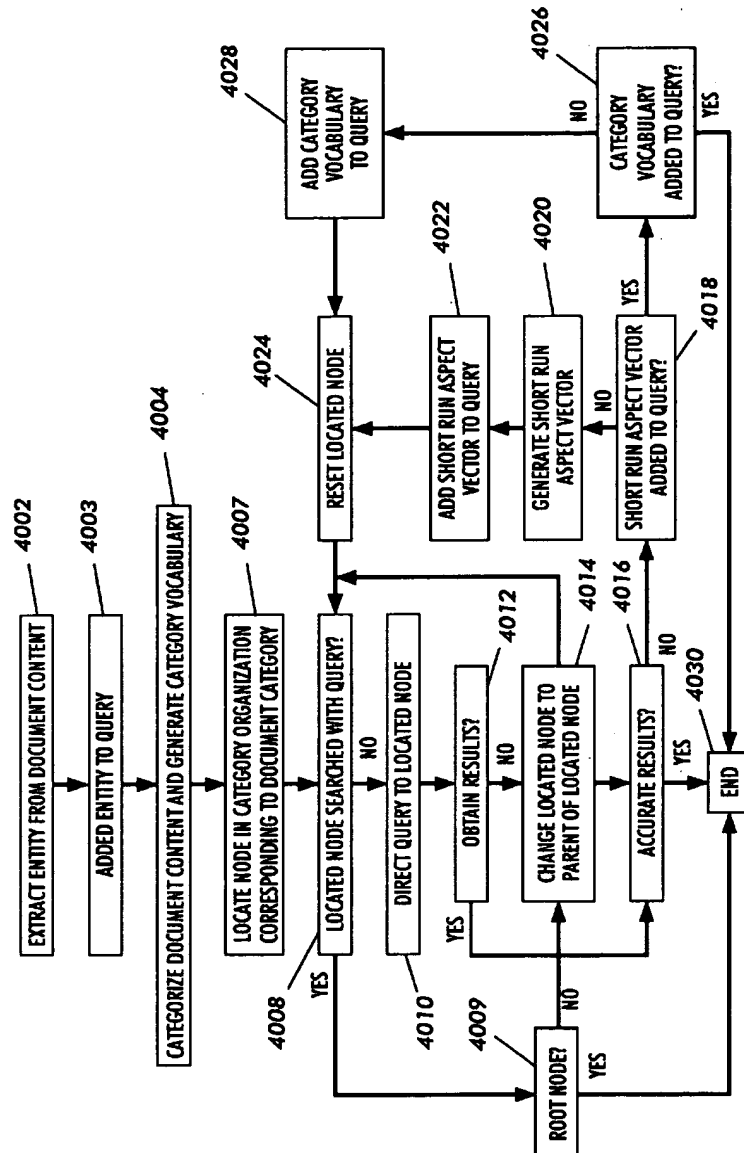 4002
EXTRACT ENTITY FROM DOCUMENT CONTENT
4003
ADDED ENTITY TO QUERY
4004
CATEGORIZE DOCUMENT CONTENT AND GENERATE CATEGORY VOCABULARY
4007
LOCATE NODE IN CATEGORY ORGANIZATION
CORRESPONDING TO DOCUMENT CATEGORY
4008
LOCATED NODE SEARCHED WITH QUERY?
YES
NO
4010
DIRECT QUERY TO LOCATED NODE
4012
OBTAIN RESULTS?
YES
NO
4009
ROOT NODE?
NO
YES
4014
CHANGE LOCATED NODE TO
PARENT OF LOCATED NODE
4016
ACCURATE RESULTS?
NO
YES
4030
END
4024
RESET LOCATED NODE
4022
ADD SHORT RUN ASPECT
VECTOR TO QUERY
4020
GENERATE SHORT RUN
ASPECT VECTOR
NO
4018
SHORT RUN ASPECT VECTOR
ADDED TO QUERY?
YES
4028
ADD CATEGORY
VOCABULARY
TO QUERY
NO
4026
CATEGORY
VOCABULARY
ADDED TO QUERY?
YES